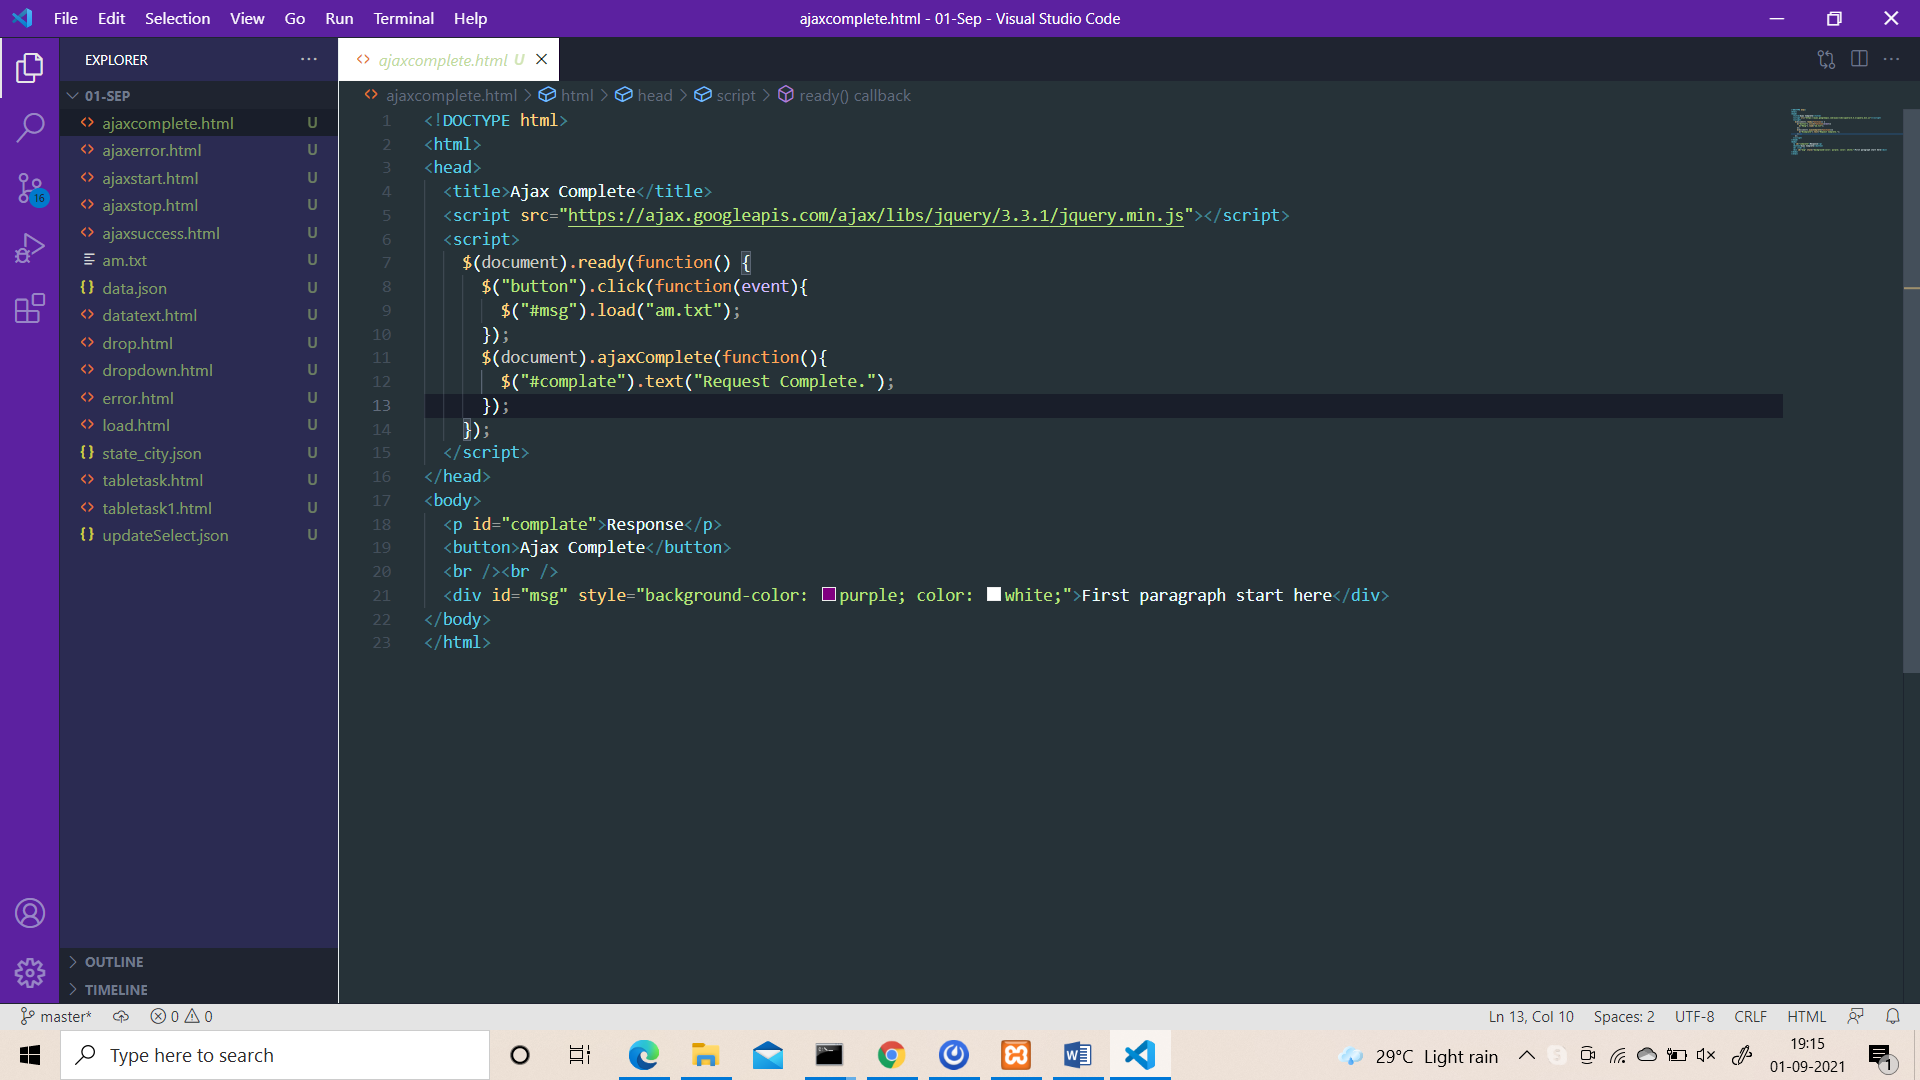 File Edit Selection View Go Run Terminal Help
ajaxcomplete.html - 01-Sep - Visual Studio Code
EXPLORER
01-SEP
ajaxcomplete.html U
ajaxerror.html U
ajaxstart.html U
ajaxstop.html U
ajaxsuccess.html U
am.txt U
data.json U
datatext.html U
drop.html U
dropdown.html U
error.html U
load.html U
state_city.json U
tabletask.html U
tabletask1.html U
updateSelect.json U
OUTLINE
TIMELINE
16
ajaxcomplete.html U
ajaxcomplete.html > html > head > script > ready() callback
1 <!DOCTYPE html>
2 <html>
3 <head>
4 <title>Ajax Complete</title>
5 <script src="https://ajax.googleapis.com/ajax/libs/jquery/3.3.1/jquery.min.js"></script>
6 <script>
7 $(document).ready(function() {
8 $("button").click(function(event){
9 $("#msg").load("am.txt");
10 });
11 $(document).ajaxComplete(function(){
12 $("#complate").text("Request Complete.");
13 });
14 });
15 </script>
16 </head>
17 <body>
18 <p id="complate">Response</p>
19 <button>Ajax Complete</button>
20 <br /><br />
21 <div id="msg" style="background-color: purple; color: white;">First paragraph start here</div>
22 </body>
23 </html>
master* 0 0
Ln 13, Col 10 Spaces: 2 UTF-8 CRLF HTML
Type here to search
29°C Light rain
19:15
01-09-2021
1